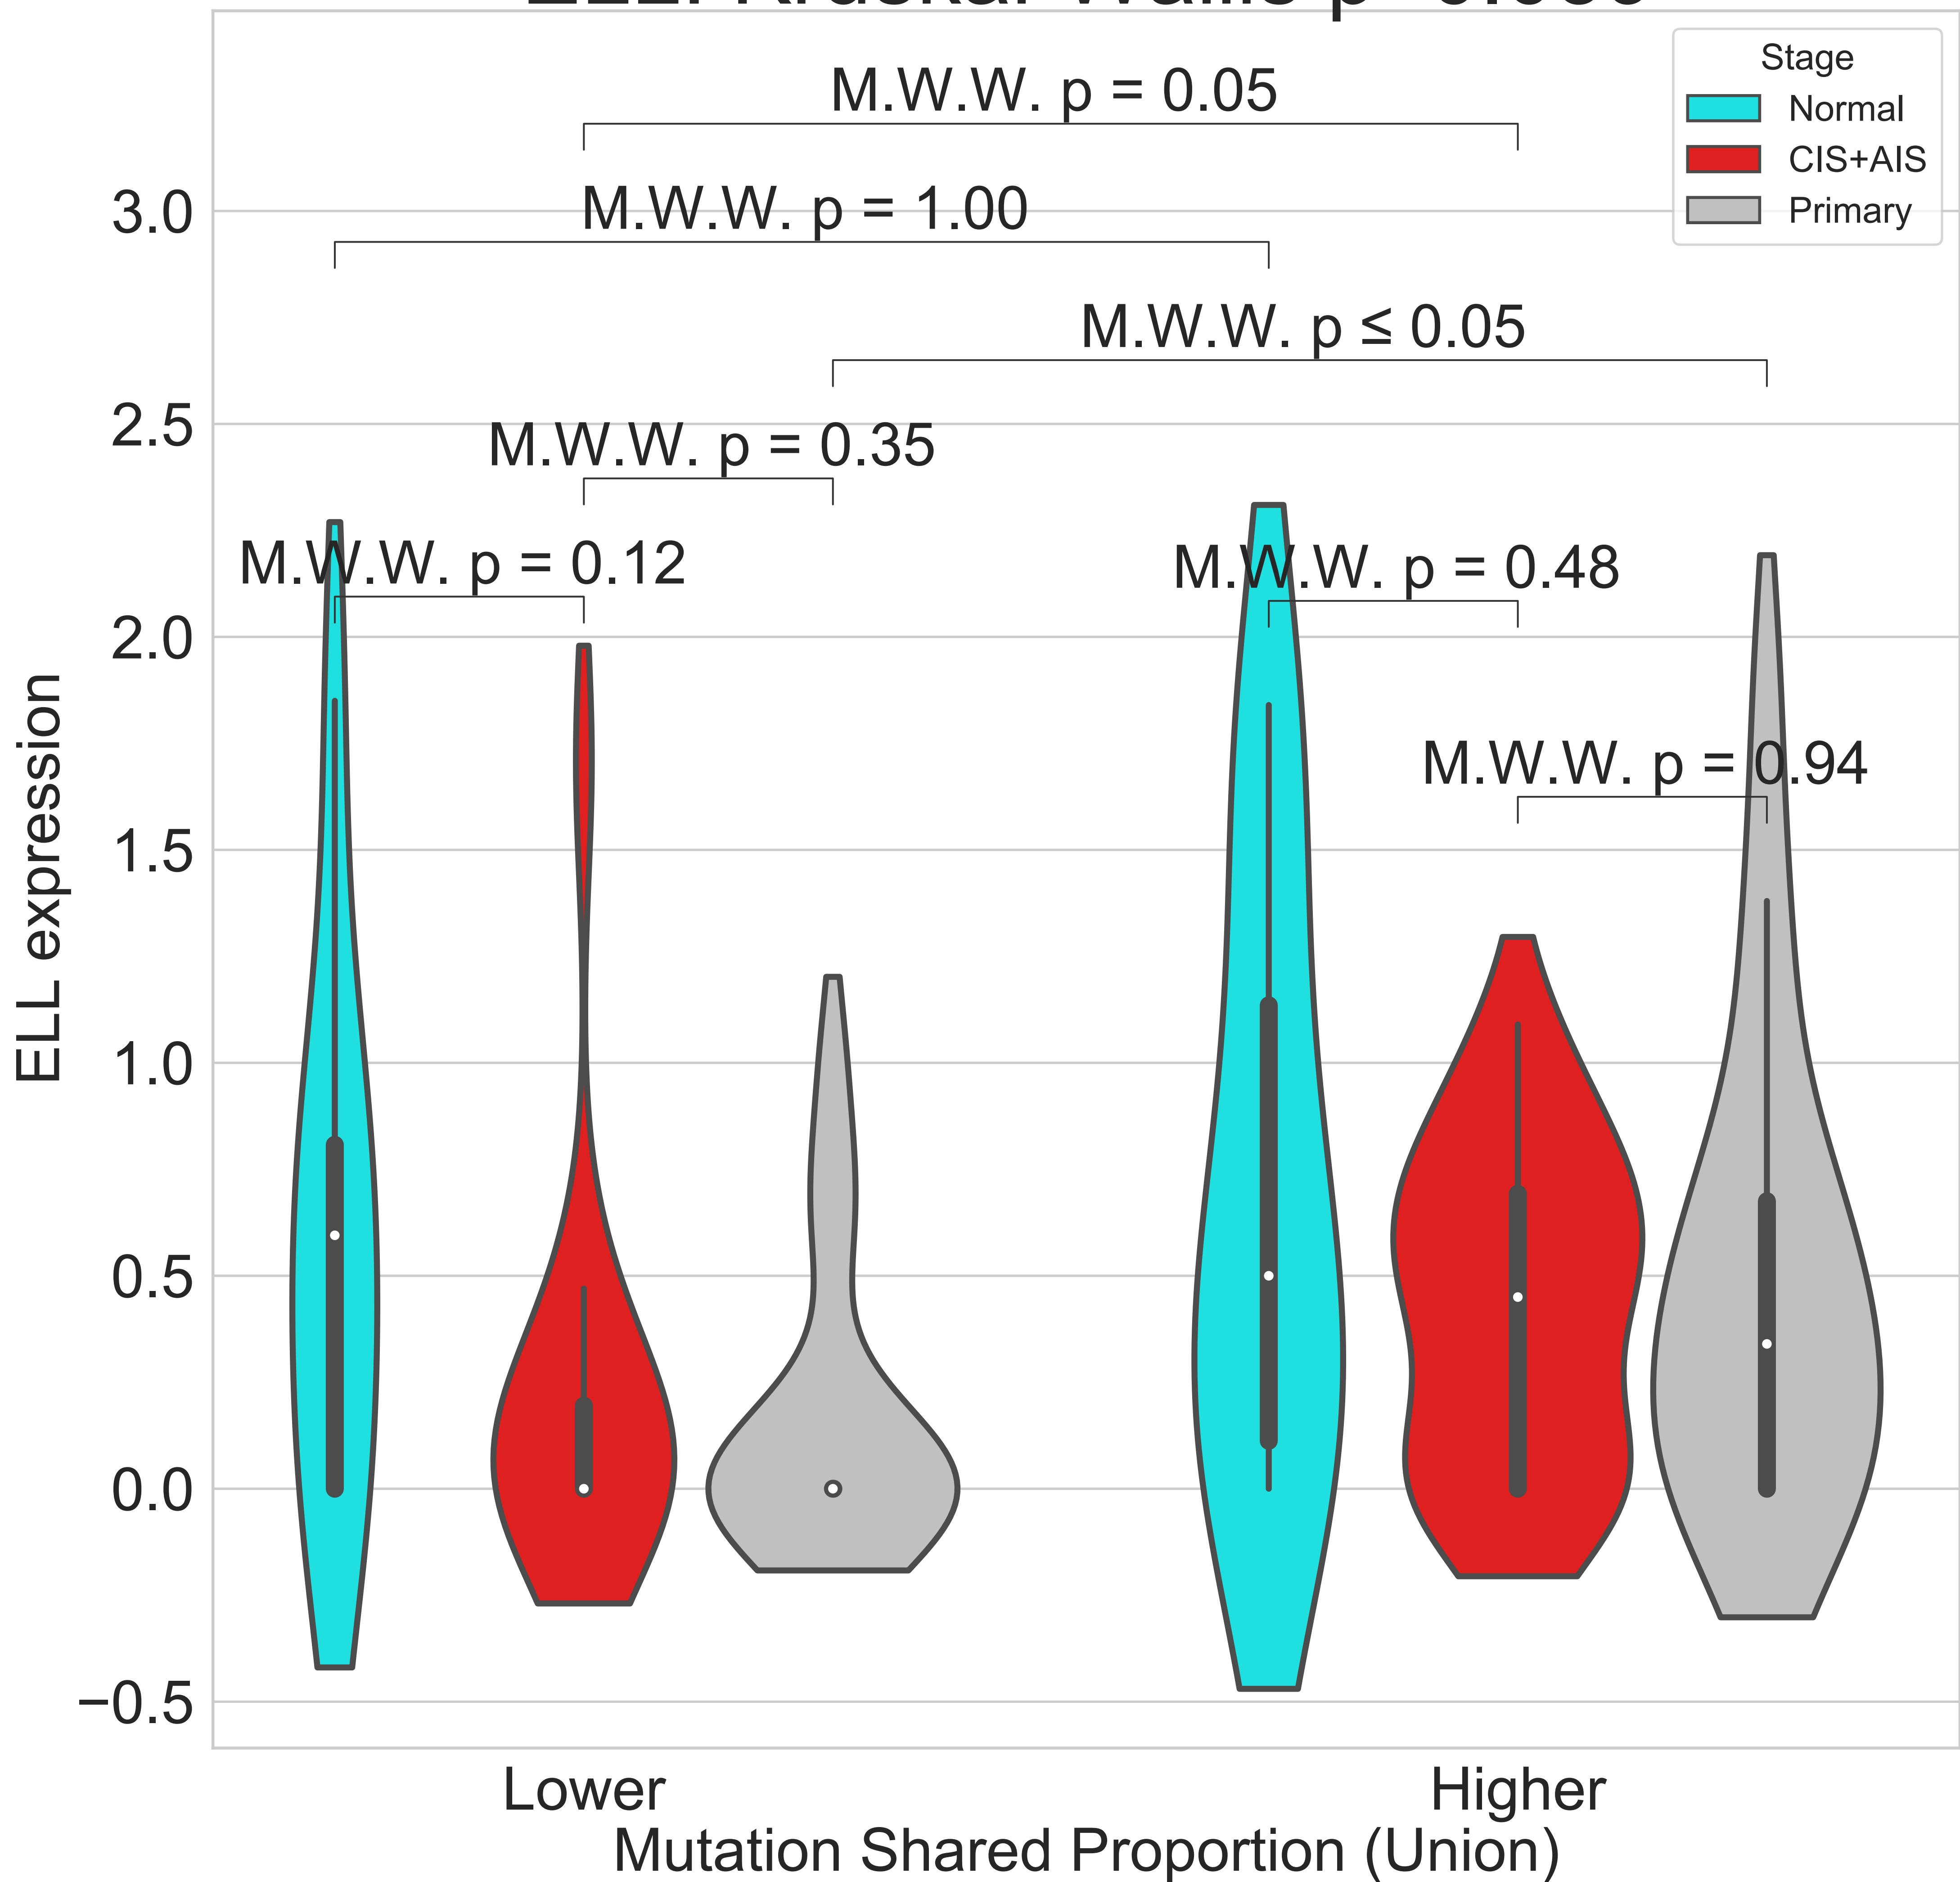 Stage
Normal
CIS+AIS
Primary
M.W.W. p = 0.05
M.W.W. p = 1.00
M.W.W. p ≤ 0.05
M.W.W. p = 0.35
M.W.W. p = 0.12
M.W.W. p = 0.48
M.W.W. p = 0.94
3.0
2.5
2.0
1.5
1.0
0.5
0.0
−0.5
ELL expression
Lower
Higher
Mutation Shared Proportion (Union)